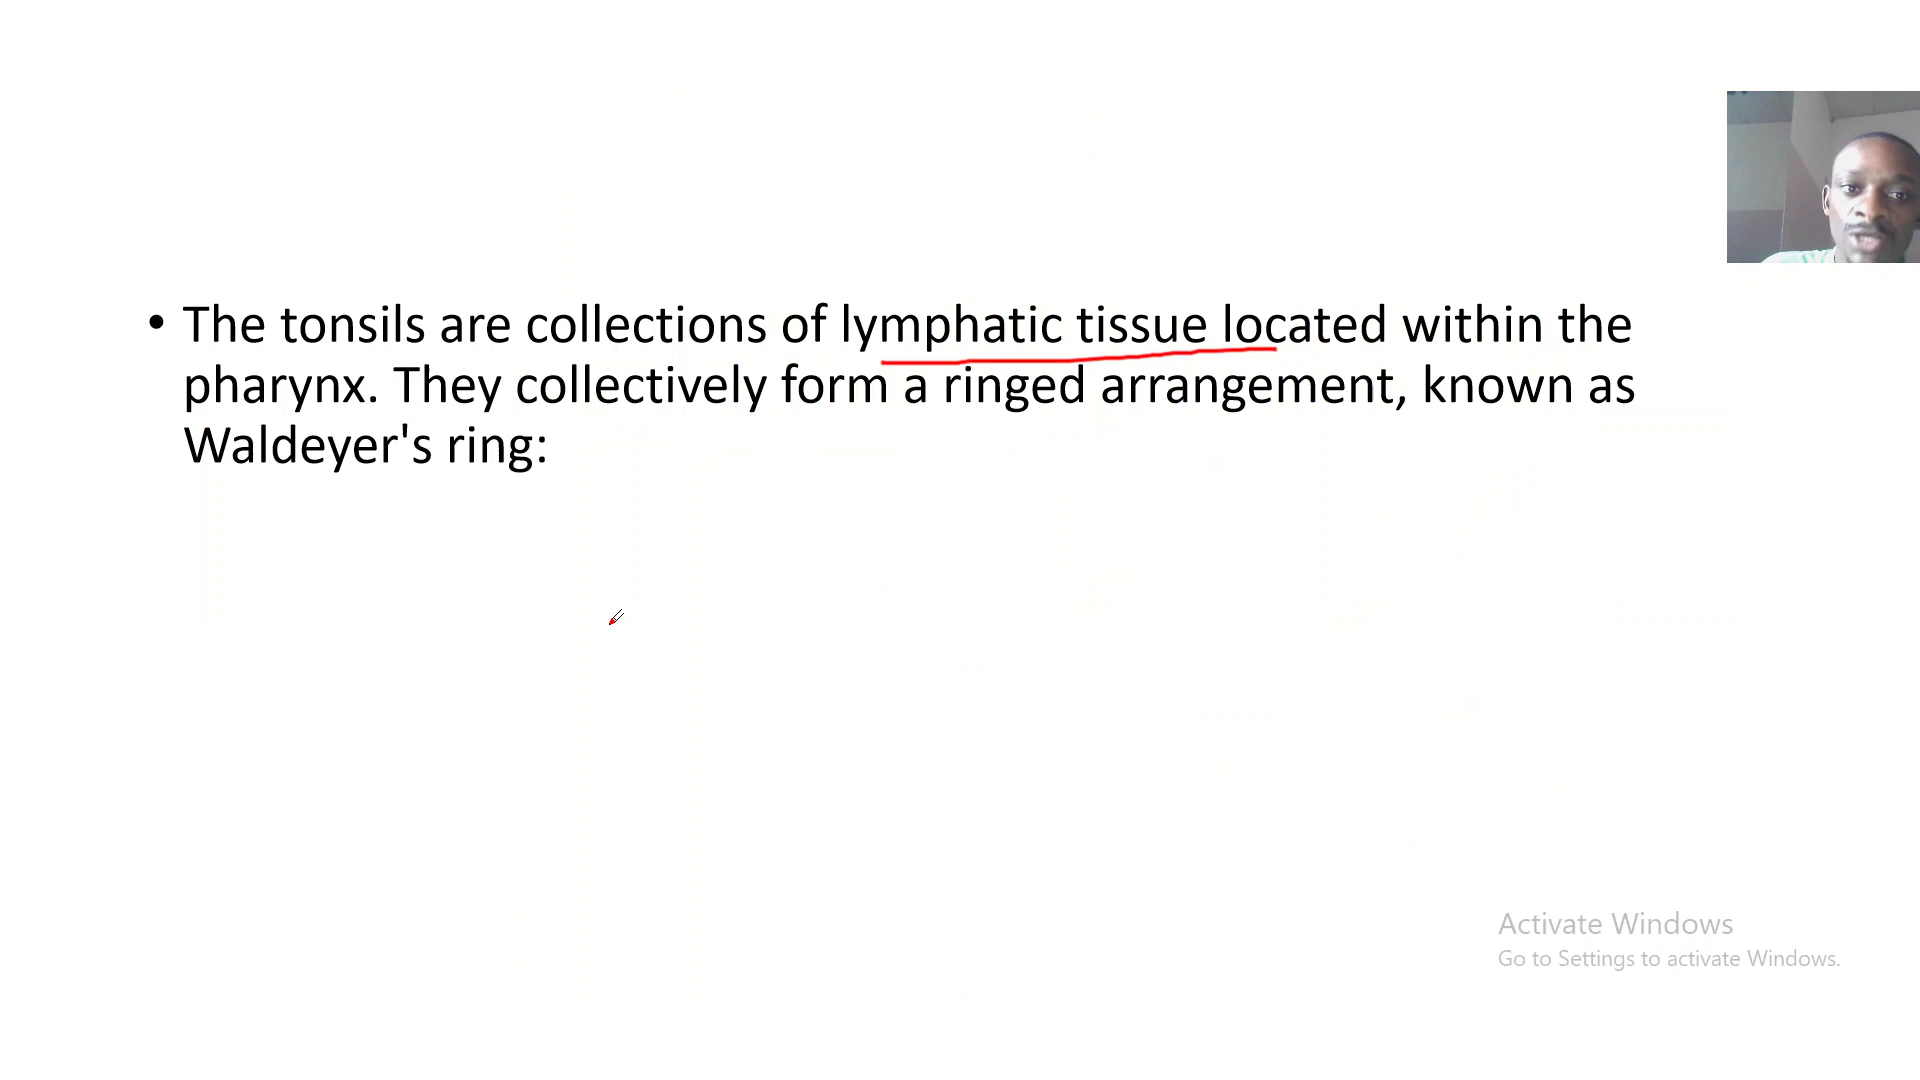 • The tonsils are collections of lymphatic tissue located within the
pharynx. They collectively form a ringed arrangement, known as
Waldeyer's ring:
Activate Windows
Go to Settings to activate Windows.